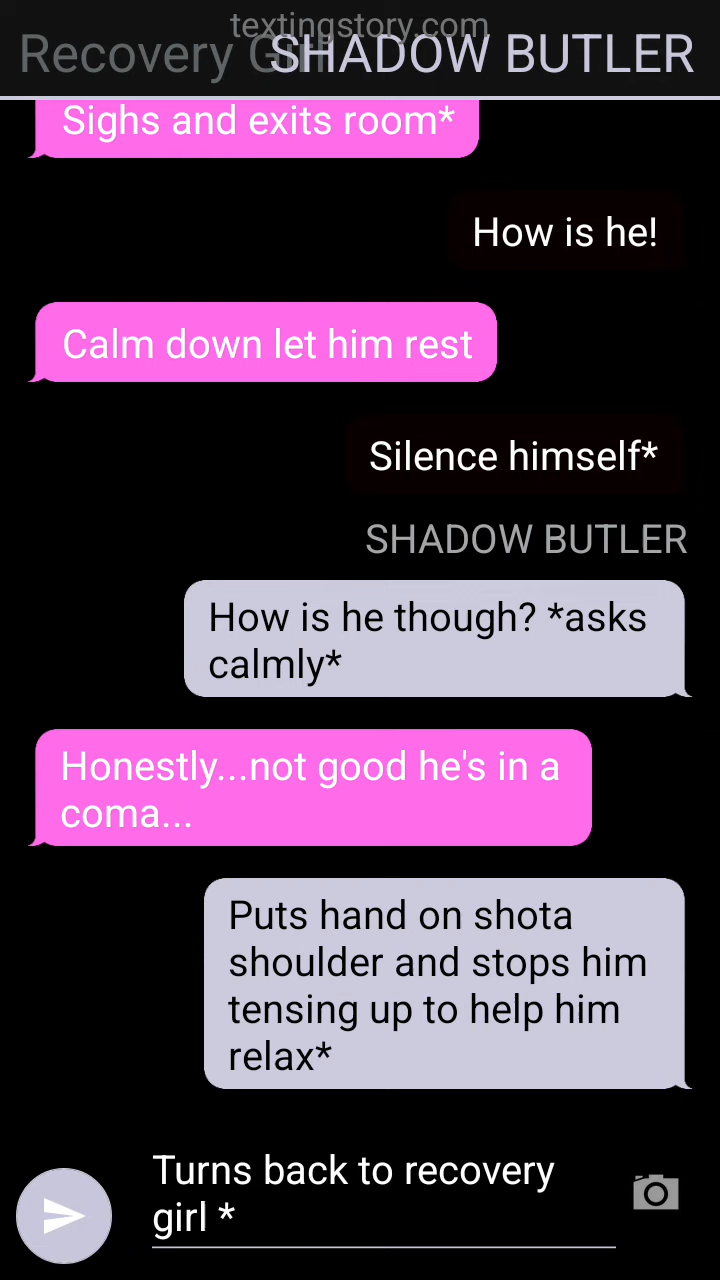 textingstory.com
Recovery Girl SHADOW BUTLER
Sighs and exits room*
How is he!
Calm down let him rest
Silence himself*
SHADOW BUTLER
How is he though? *asks
calmly*
Honestly...not good he's in a
coma...
Puts hand on shota
shoulder and stops him
tensing up to help him
relax*
Turns back to recovery
girl *